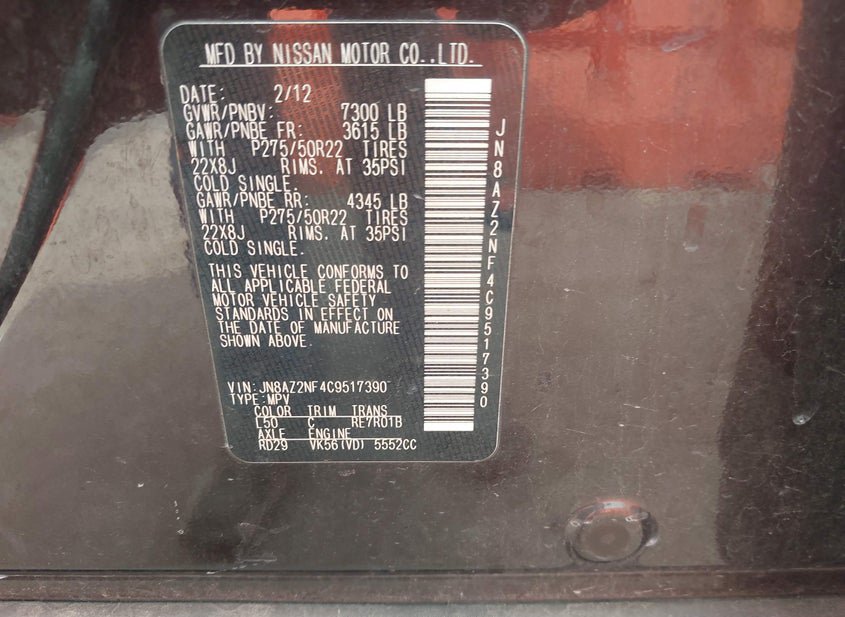 MFD BY NISSAN MOTOR CO.,LTD.
DATE: 2/12
GVWR/PNBV: 7300 LB
GAWR/PNBE FR: 3615 LB
WITH P275/50R22 TIRES
22X8J RIMS. AT 35PSI
COLD SINGLE.
GAWR/PNBE RR: 4345 LB
WITH P275/50R22 TIRES
22X8J RIMS. AT 35PSI
COLD SINGLE.
THIS VEHICLE CONFORMS TO
ALL APPLICABLE FEDERAL
MOTOR VEHICLE SAFETY
STANDARDS IN EFFECT ON
THE DATE OF MANUFACTURE
SHOWN ABOVE.
VIN:JN8AZ2NF4C9517390
TYPE:MPV
COLOR TRIM TRANS
L50 C RE7R01B
AXLE ENGINE
RD29 VK56(VD) 5552CC
JN8AZ2NF4C9517390